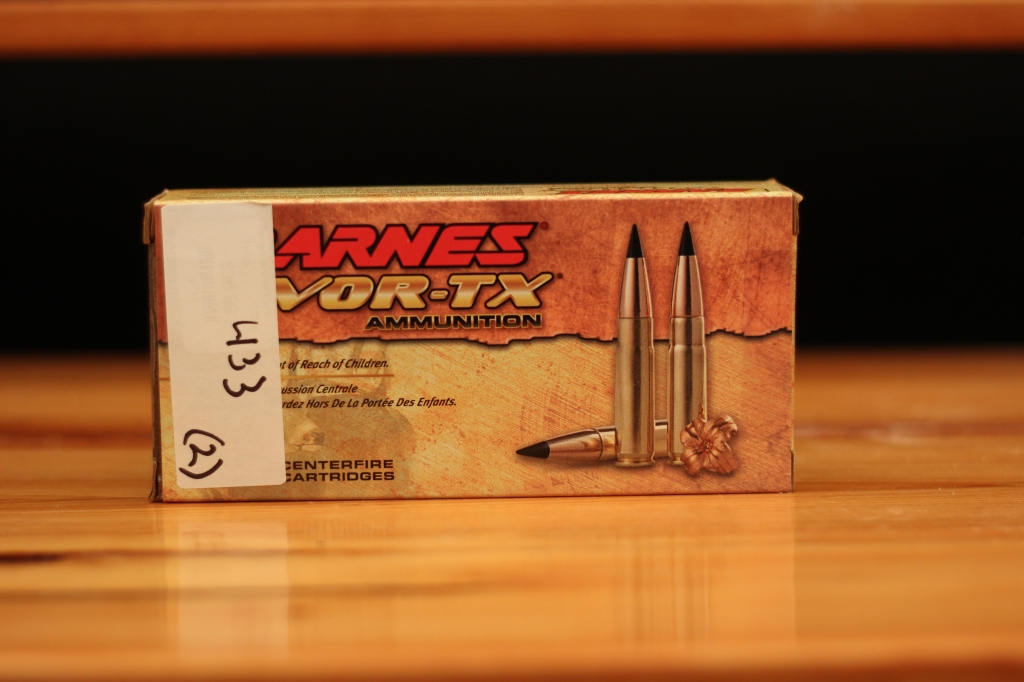 ARNES
VOR-TX
AMMUNITION
t of Reach of Children.
ussion Centrale
rdez Hors De La Portée Des Enfants.
CENTERFIRE
CARTRIDGES
433
(2)